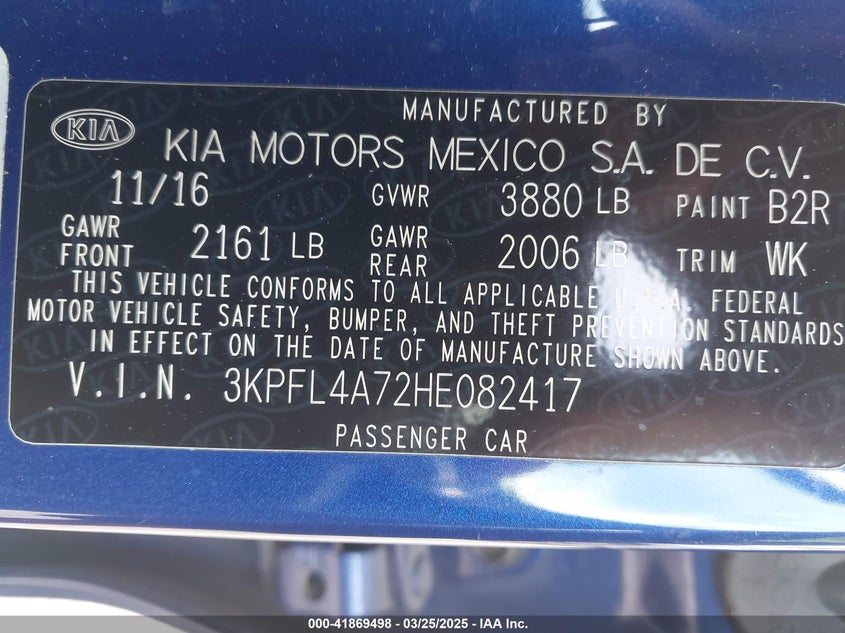 MANUFACTURED BY
KIA KIA MOTORS MEXICO S.A. DE C.V.
11/16 GVWR 3880 LB PAINT B2R
GAWR FRONT 2161 LB GAWR REAR 2006 LB TRIM WK
THIS VEHICLE CONFORMS TO ALL APPLICABLE U.S.A. FEDERAL
MOTOR VEHICLE SAFETY, BUMPER, AND THEFT PREVENTION STANDARDS
IN EFFECT ON THE DATE OF MANUFACTURE SHOWN ABOVE.
V.I.N. 3KPFL4A72HE082417
PASSENGER CAR
000-41869498 - 03/25/2025 - IAA Inc.